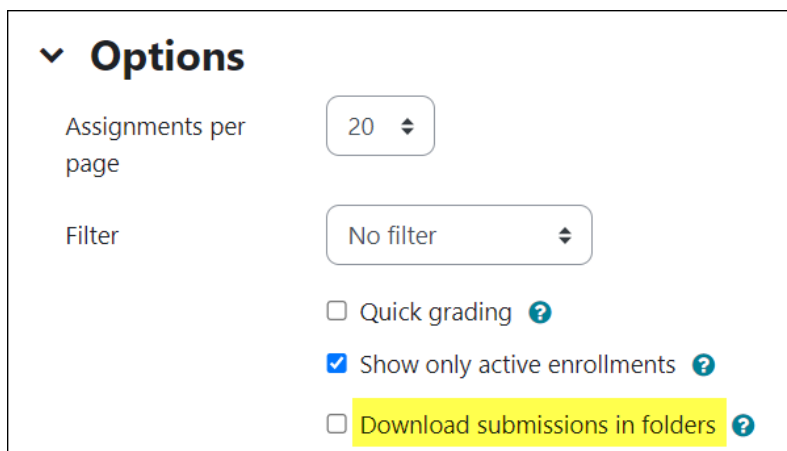 Options
Assignments per
page
20
Filter
No filter
Quick grading ?
Show only active enrollments ?
Download submissions in folders ?